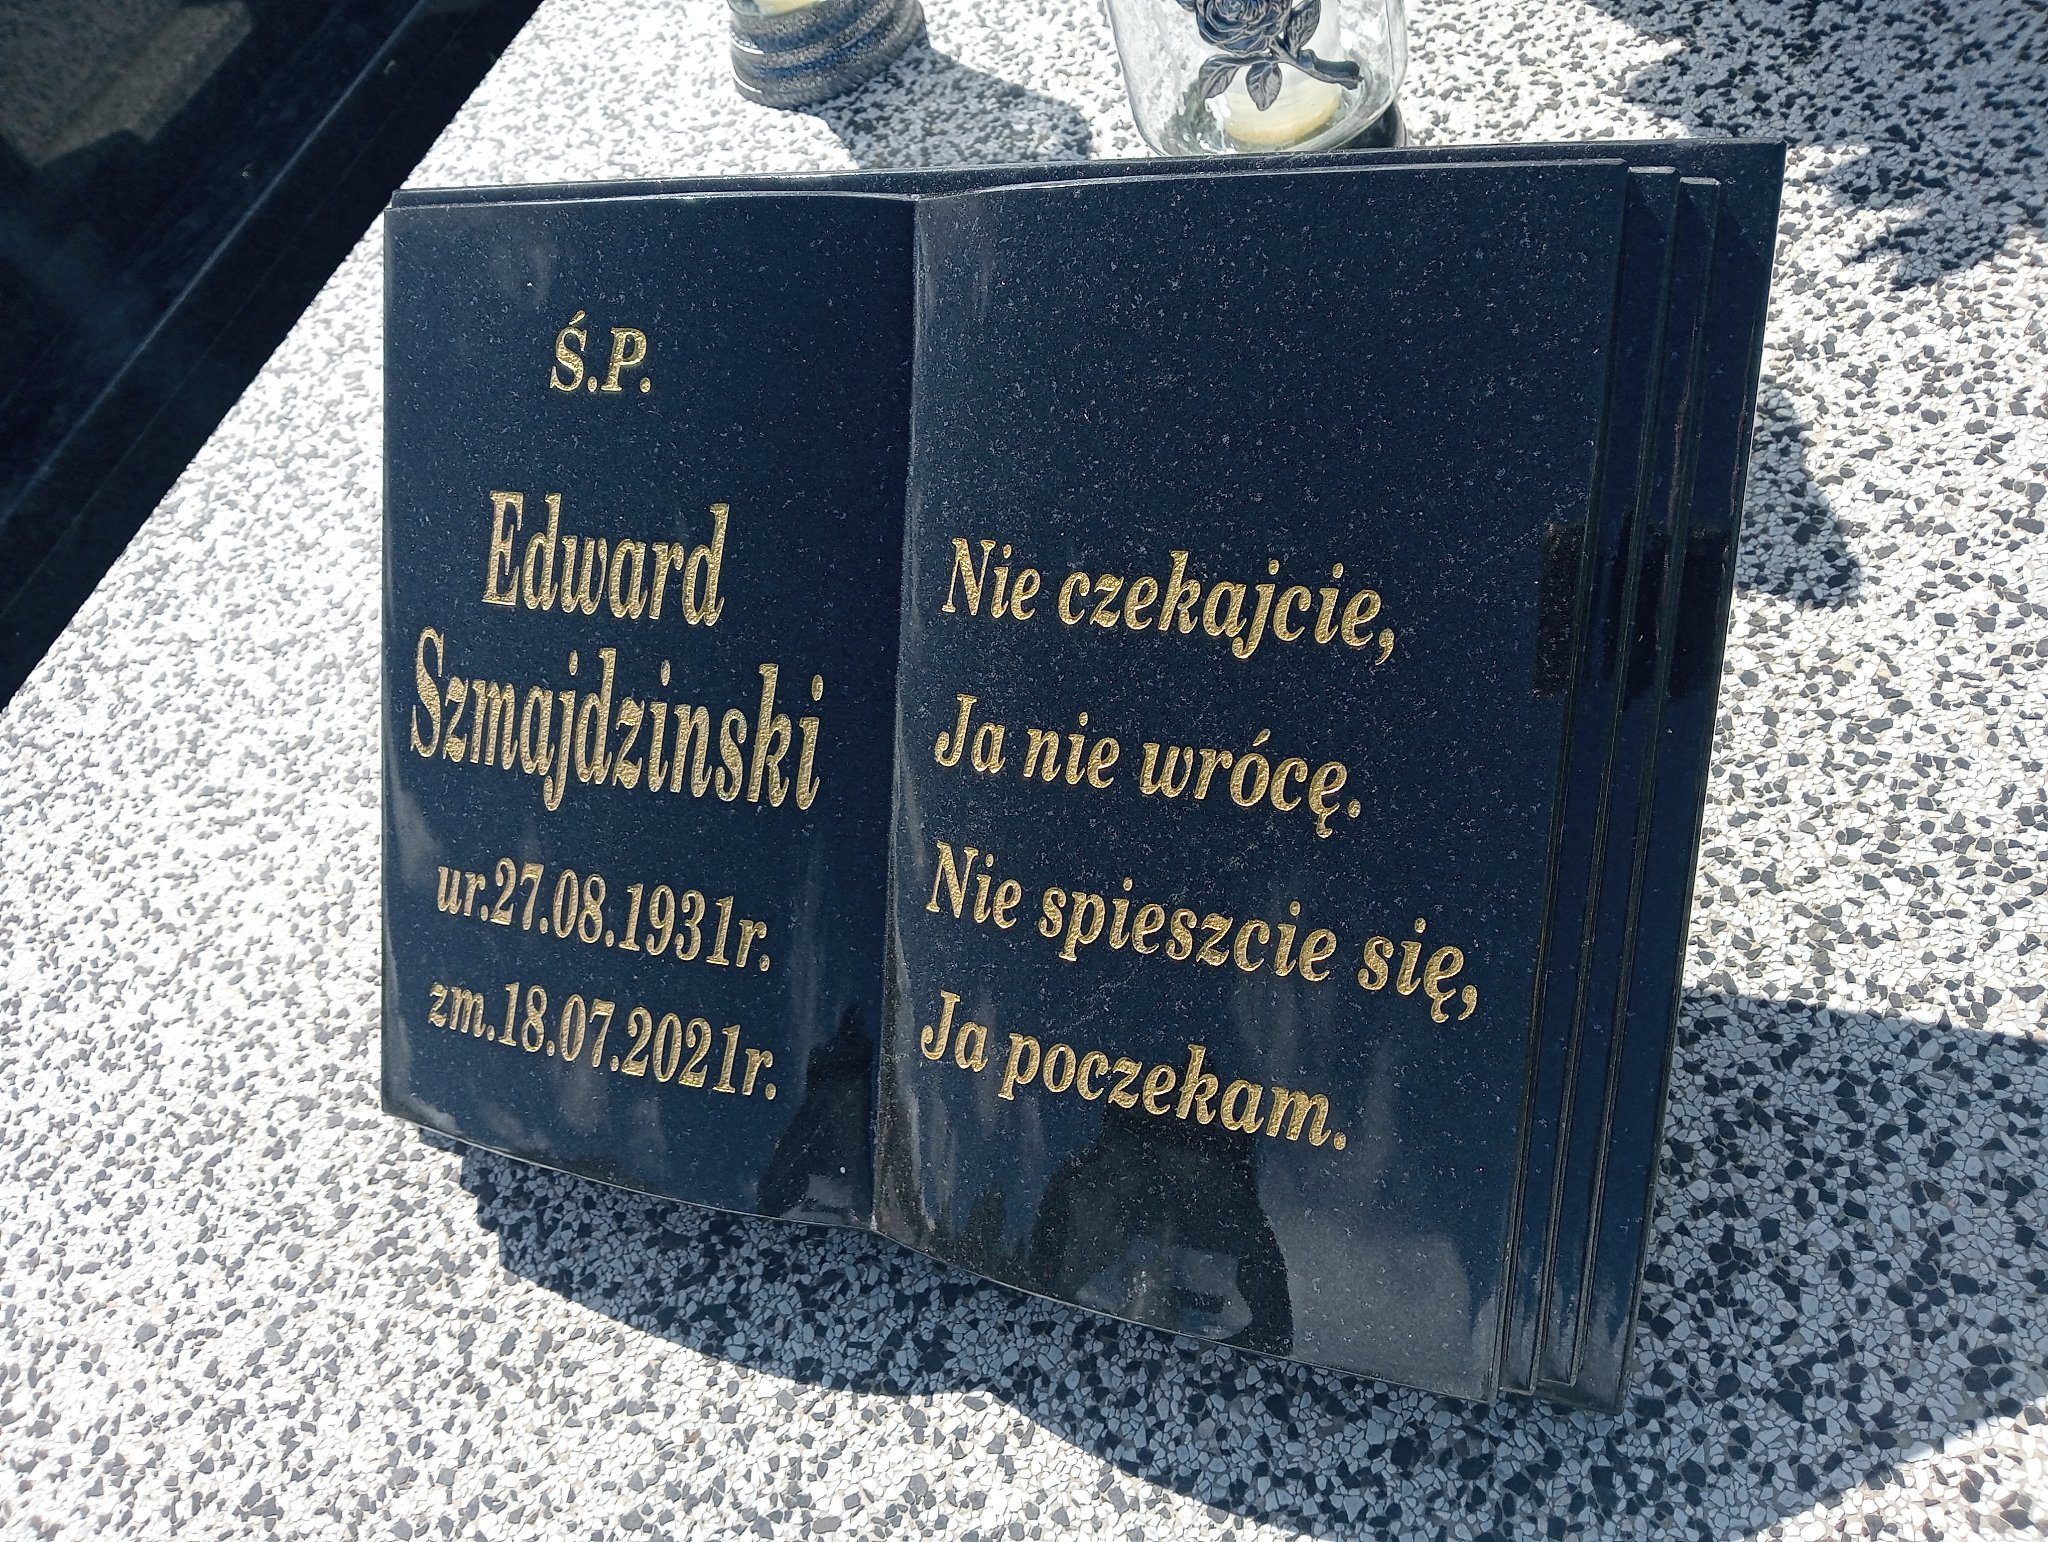 Ś.P.
Edward
Szmajdzinski
ur.27.08.1931r.
zm.18.07.2021r.
Nie czekajcie,
Ja nie wrócę.
Nie spieszcie się,
Ja poczekam.